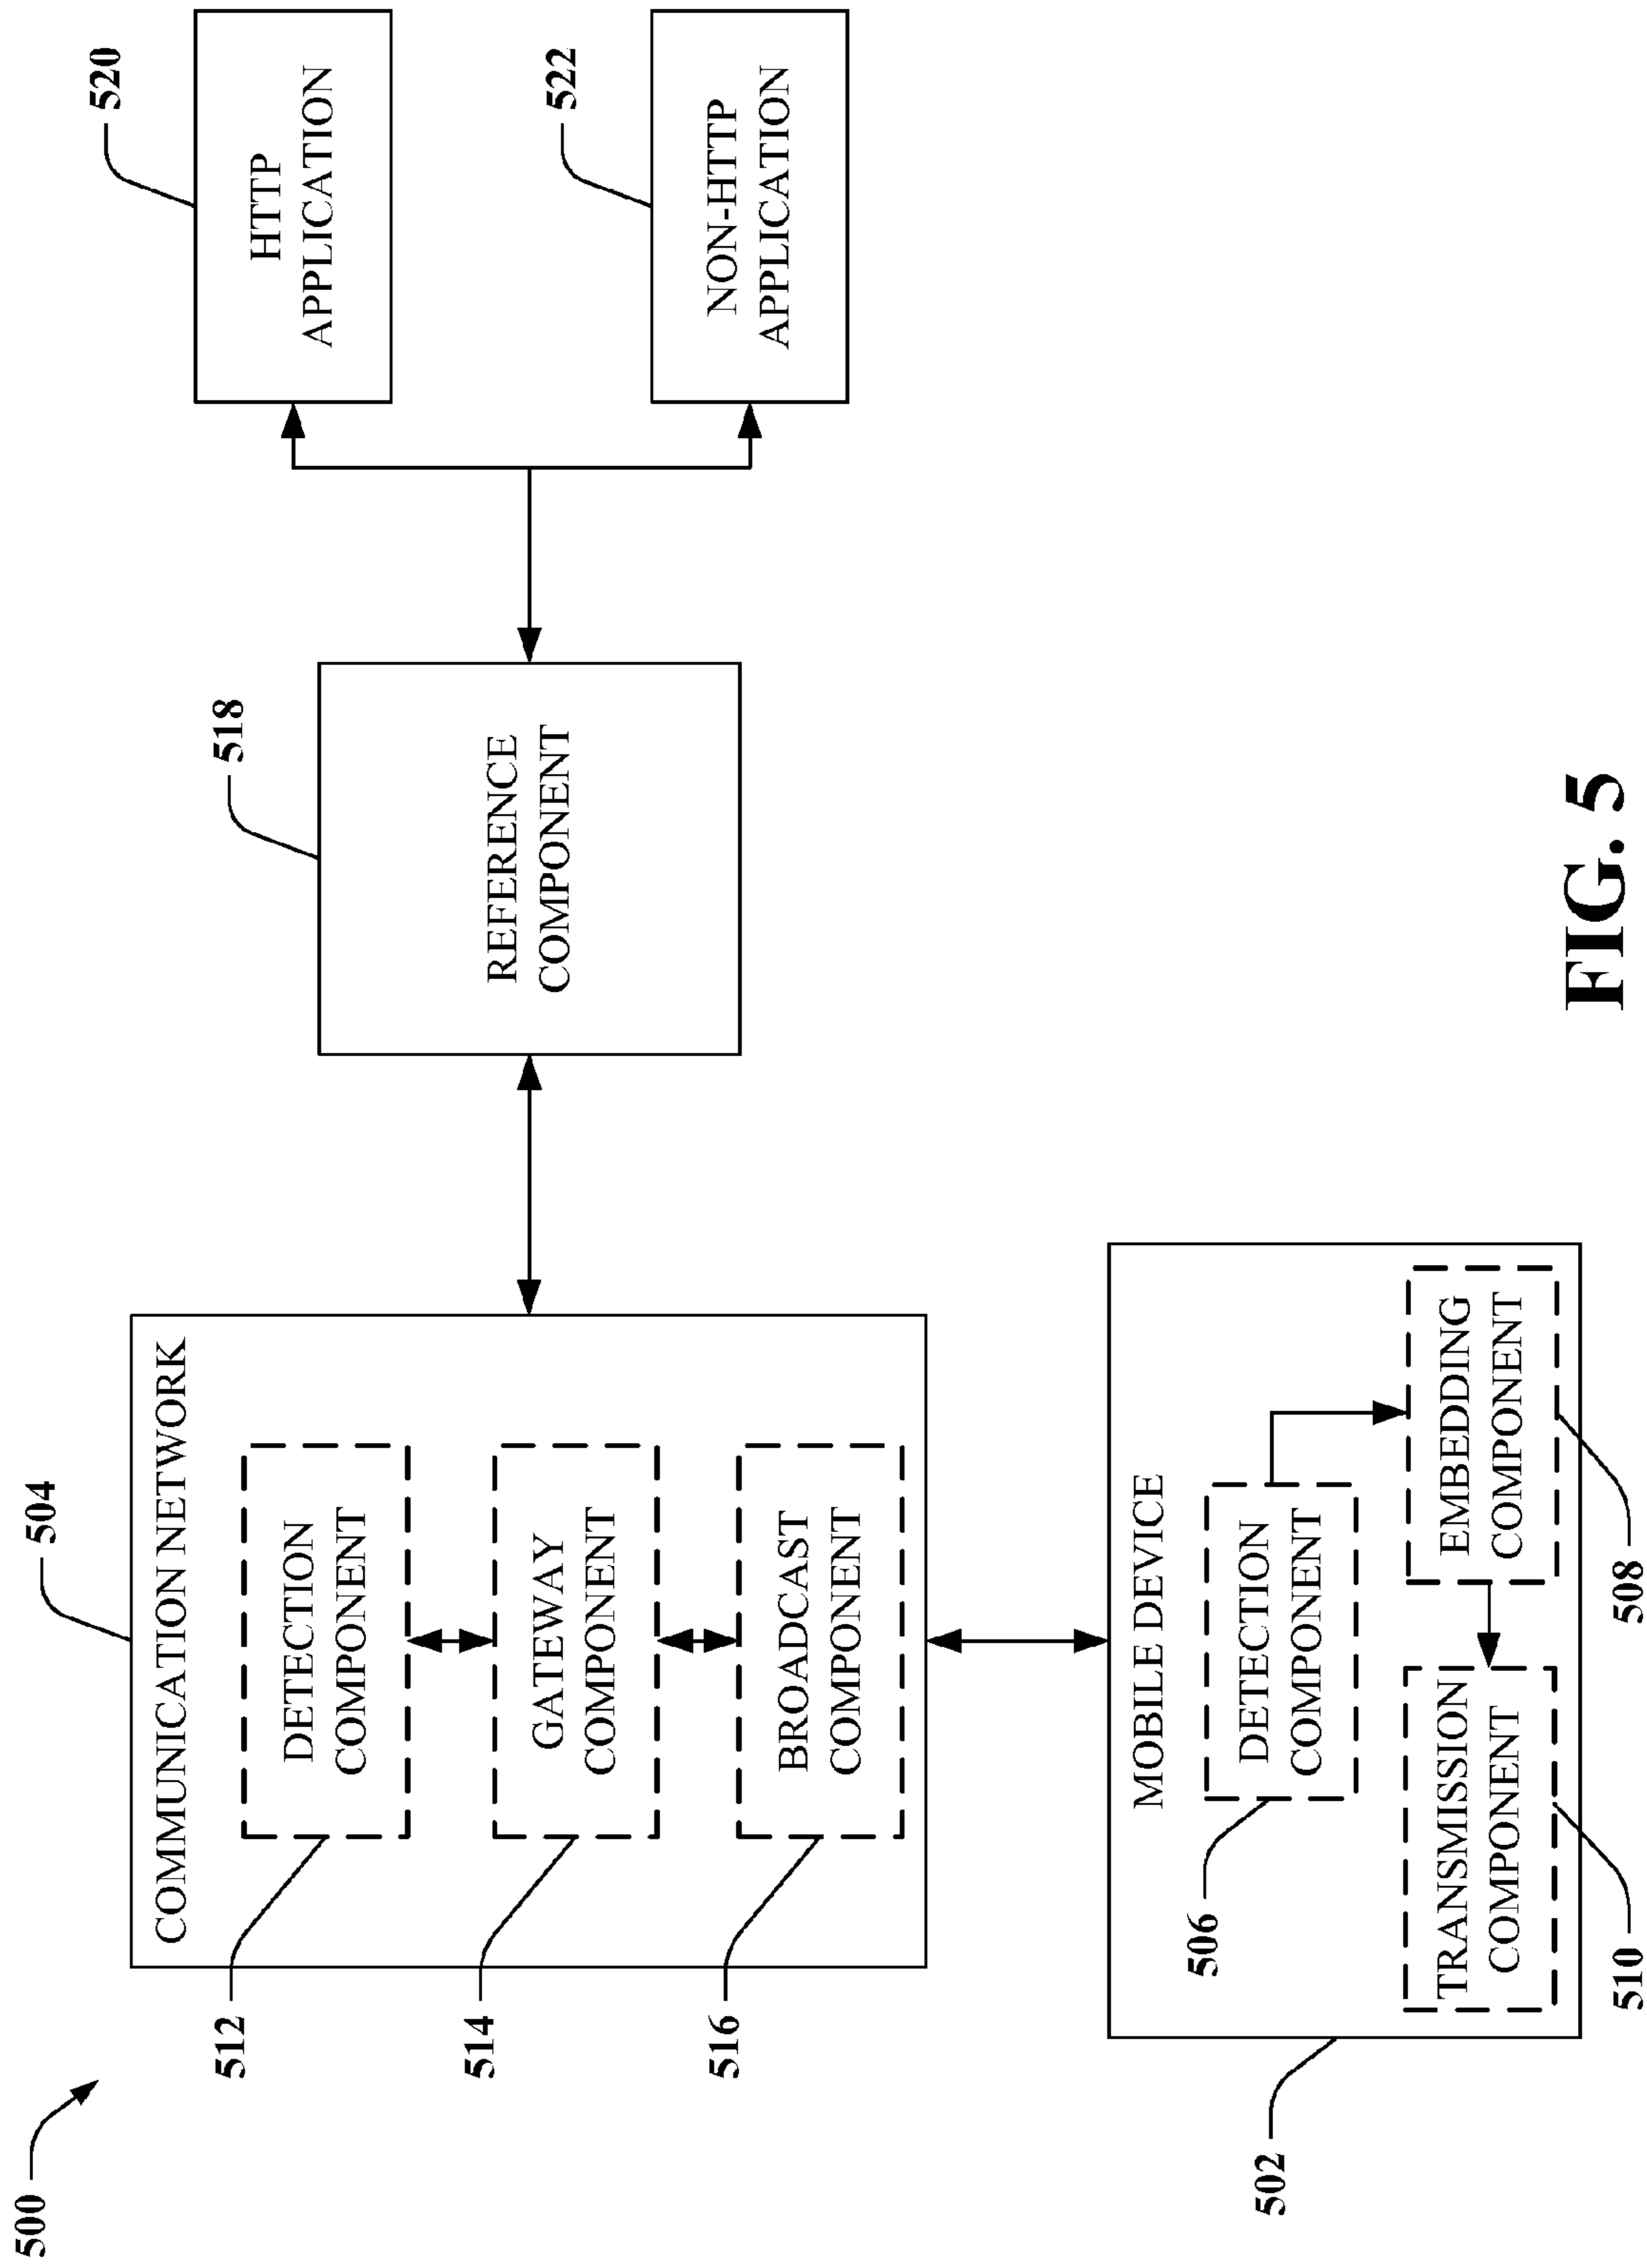 500
504
COMMUNICATION NETWORK
512
DETECTION
COMPONENT
514
GATEWAY
COMPONENT
516
BROADCAST
COMPONENT
518
REFERENCE
COMPONENT
520
HTTP
APPLICATION
522
NON-HTTP
APPLICATION
502
MOBILE DEVICE
506
DETECTION
COMPONENT
510
TRANSMISSION
COMPONENT
508
EMBEDDING
COMPONENT
FIG. 5